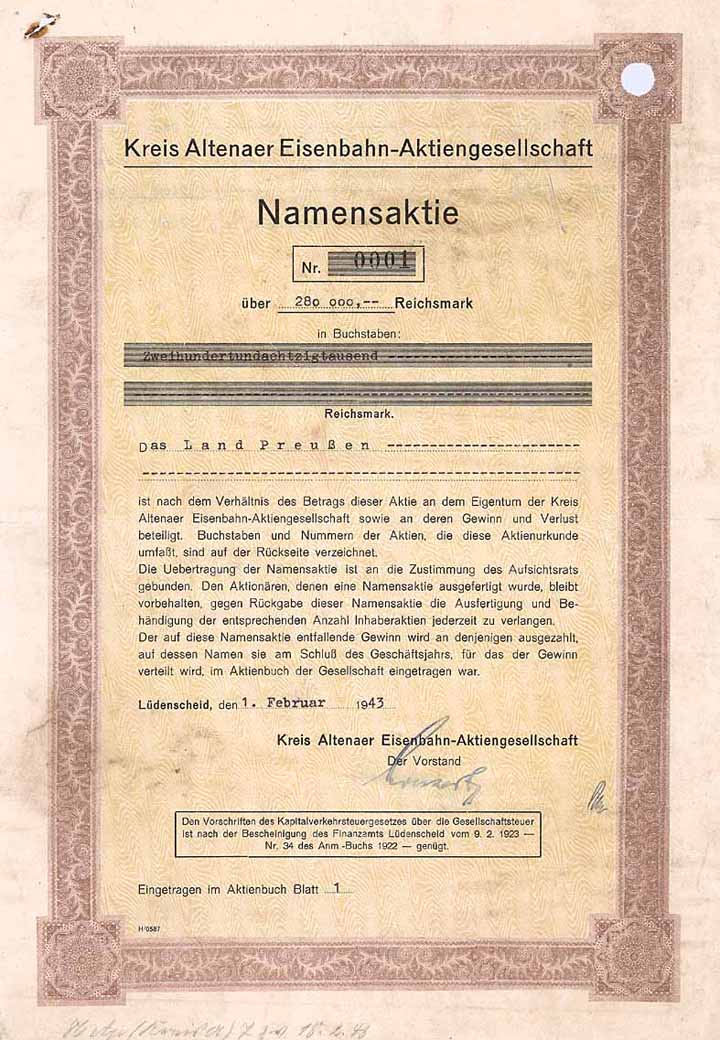 Kreis Altenaer Eisenbahn-Aktiengesellschaft
Namensaktie
Nr. 0001
über 280 000,-- Reichsmark
in Buchstaben:
Zweihundertundachtzigtausend
Reichsmark.
Das Land Preußen
ist nach dem Verhältnis des Betrags dieser Aktie an dem Eigentum der Kreis
Altenaer Eisenbahn-Aktiengesellschaft sowie an deren Gewinn und Verlust
beteiligt. Buchstaben und Nummern der Aktien, die diese Aktienurkunde
umfaßt, sind auf der Rückseite verzeichnet.
Die Uebertragung der Namensaktie ist an die Zustimmung des Aufsichtsrats
gebunden. Den Aktionären, denen eine Namensaktie ausgefertigt wurde, bleibt
vorbehalten, gegen Rückgabe dieser Namensaktie die Ausfertigung und Be-
händigung der entsprechenden Anzahl Inhaberaktien jederzeit zu verlangen.
Der auf diese Namensaktie entfallende Gewinn wird an denjenigen ausgezahlt,
auf dessen Namen sie am Schluß des Geschäftsjahrs, für das der Gewinn
verteilt wird, im Aktienbuch der Gesellschaft eingetragen war.
Lüdenscheid, den 1. Februar 1943
Kreis Altenaer Eisenbahn-Aktiengesellschaft
Der Vorstand
Den Vorschriften des Kapitalverkehrsteuergesetzes über die Gesellschaftsteuer
ist nach der Bescheinigung des Finanzamts Lüdenscheid vom 9. 2. 1923 —
Nr. 34 des Anm.-Buchs 1922 — genügt.
Eingetragen im Aktienbuch Blatt 1
H/0587